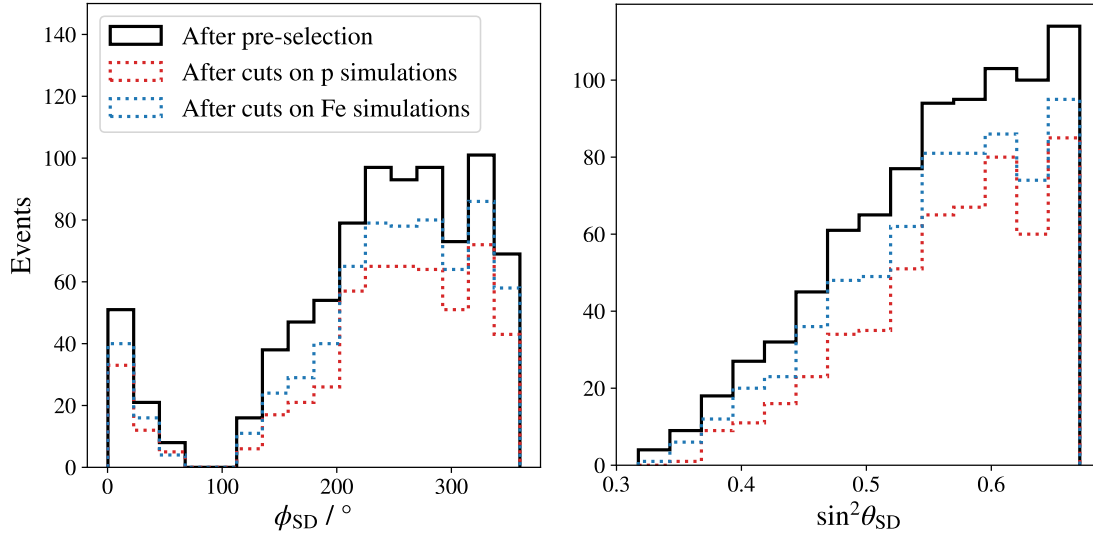 140
120
100
80
60
40
20
0
Events
After pre-selection
After cuts on p simulations
After cuts on Fe simulations
0 100 200 300
ϕSD / °
100
80
60
40
20
0
0.3 0.4 0.5 0.6
sin²θSD